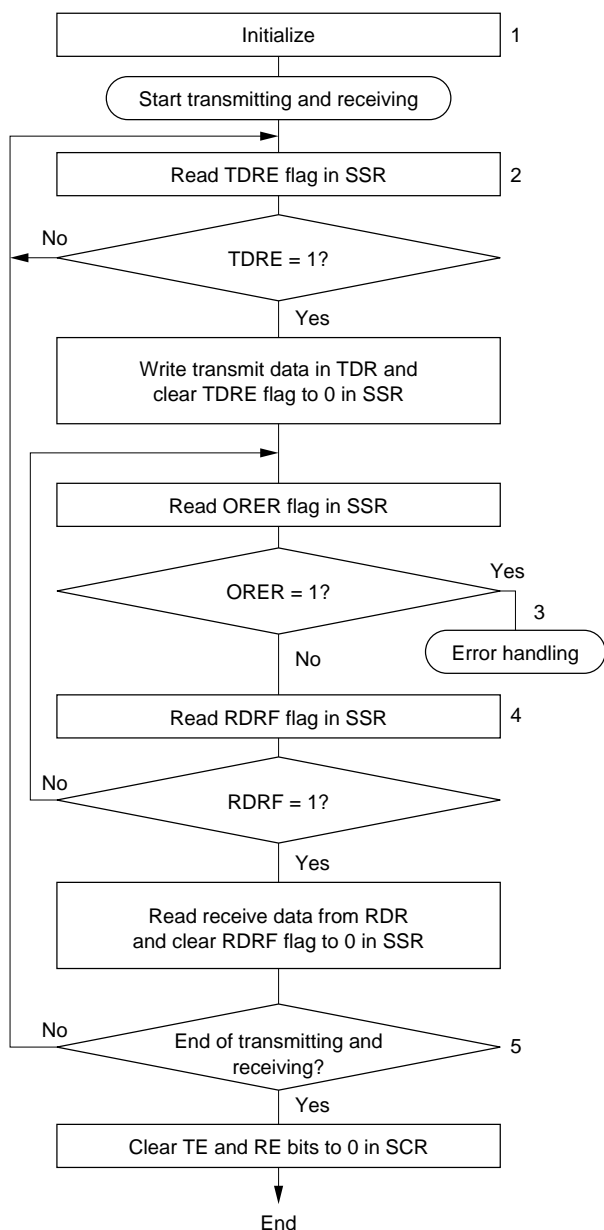 Initialize
1
Start transmitting and receiving
Read TDRE flag in SSR
2
No
TDRE = 1?
Yes
Write transmit data in TDR and
clear TDRE flag to 0 in SSR
Read ORER flag in SSR
Yes
ORER = 1?
3
Error handling
No
Read RDRF flag in SSR
4
No
RDRF = 1?
Yes
Read receive data from RDR
and clear RDRF flag to 0 in SSR
No
End of transmitting and
receiving?
5
Yes
Clear TE and RE bits to 0 in SCR
End